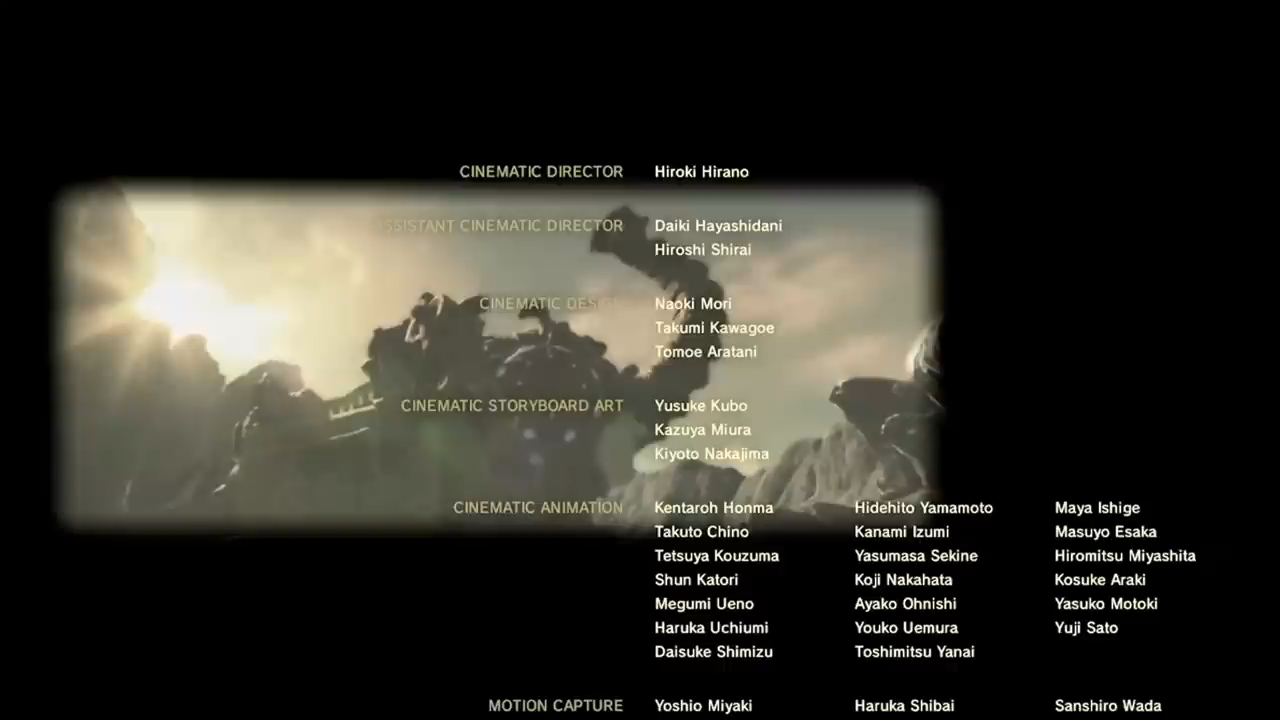 CINEMATIC DIRECTOR Hiroki Hirano
ASSISTANT CINEMATIC DIRECTOR Daiki Hayashidani
Hiroshi Shirai
CINEMATIC DESIGN Naoki Mori
Takumi Kawagoe
Tomoe Aratani
CINEMATIC STORYBOARD ART Yusuke Kubo
Kazuya Miura
Kiyoto Nakajima
CINEMATIC ANIMATION Kentaroh Honma Hidehito Yamamoto Maya Ishige
Takuto Chino Kanami Izumi Masuyo Esaka
Tetsuya Kouzuma Yasumasa Sekine Hiromitsu Miyashita
Shun Katori Koji Nakahata Kosuke Araki
Megumi Ueno Ayako Ohnishi Yasuko Motoki
Haruka Uchiumi Youko Uemura Yuji Sato
Daisuke Shimizu Toshimitsu Yanai
MOTION CAPTURE Yoshio Miyaki Haruka Shibai Sanshiro Wada